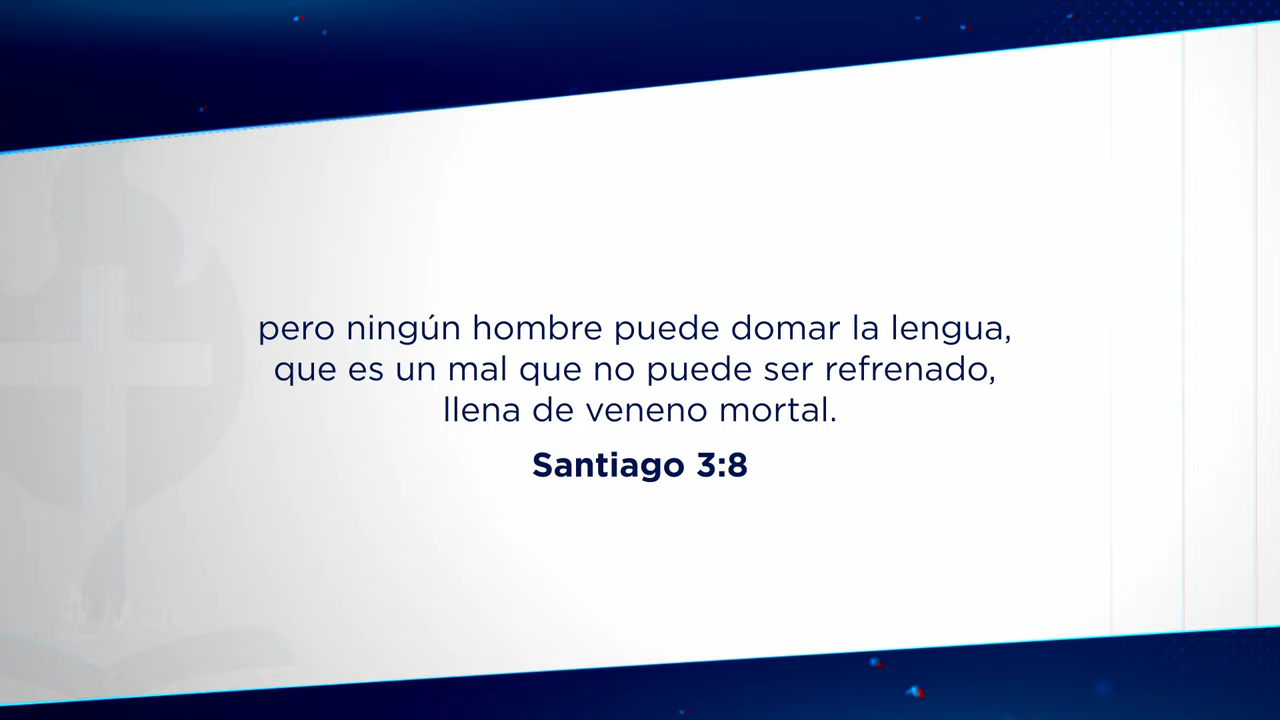 pero ningún hombre puede domar la lengua,
que es un mal que no puede ser refrenado,
llena de veneno mortal.
Santiago 3:8